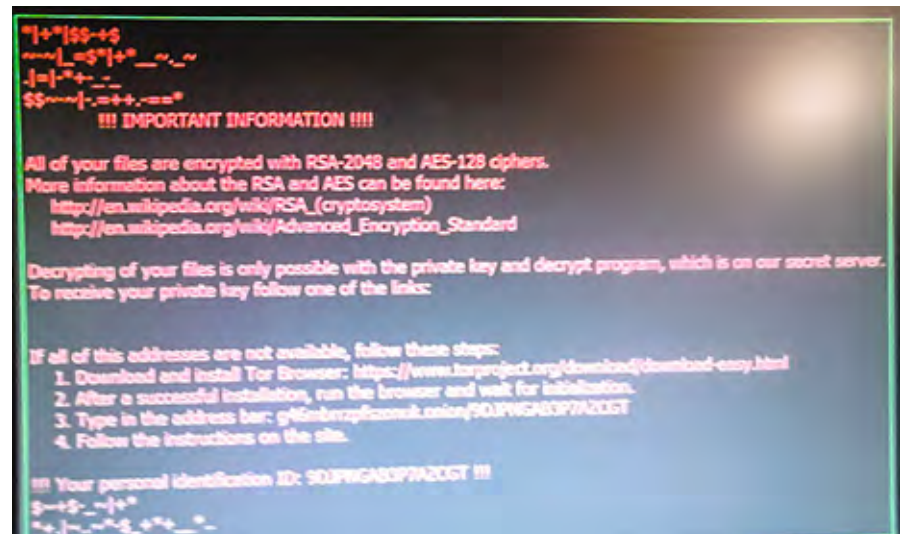 *|+*|$$-+$
~~~|_=$*|+*__~._~
.|=|-*+-_-_
$$~~~|-.=++.-==*
!!! IMPORTANT INFORMATION !!!!
All of your files are encrypted with RSA-2048 and AES-128 ciphers.
More information about the RSA and AES can be found here:
http://en.wikipedia.org/wiki/RSA_(cryptosystem)
http://en.wikipedia.org/wiki/Advanced_Encryption_Standard
Decrypting of your files is only possible with the private key and decrypt program, which is on our secret server.
To receive your private key follow one of the links:
If all of this addresses are not available, follow these steps:
1. Download and install Tor Browser: https://www.torproject.org/download/download-easy.html
2. After a successful installation, run the browser and wait for initialization.
3. Type in the address bar:
4. Follow the instructions on the site.
!!! Your personal identification ID: !!!